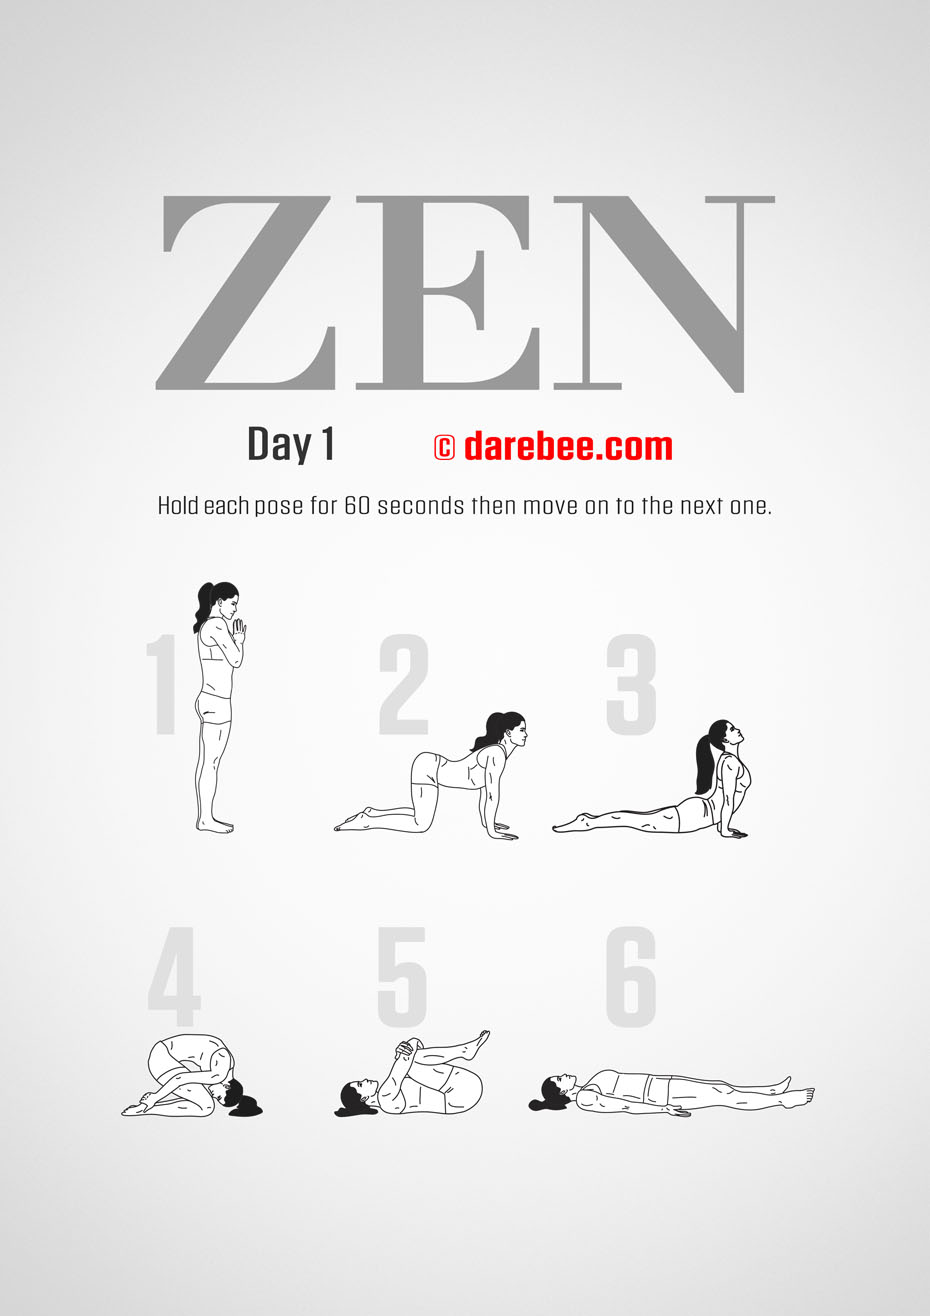 ZEN
Day 1 © darebee.com
Hold each pose for 60 seconds then move on to the next one.
1 2 3
4 5 6